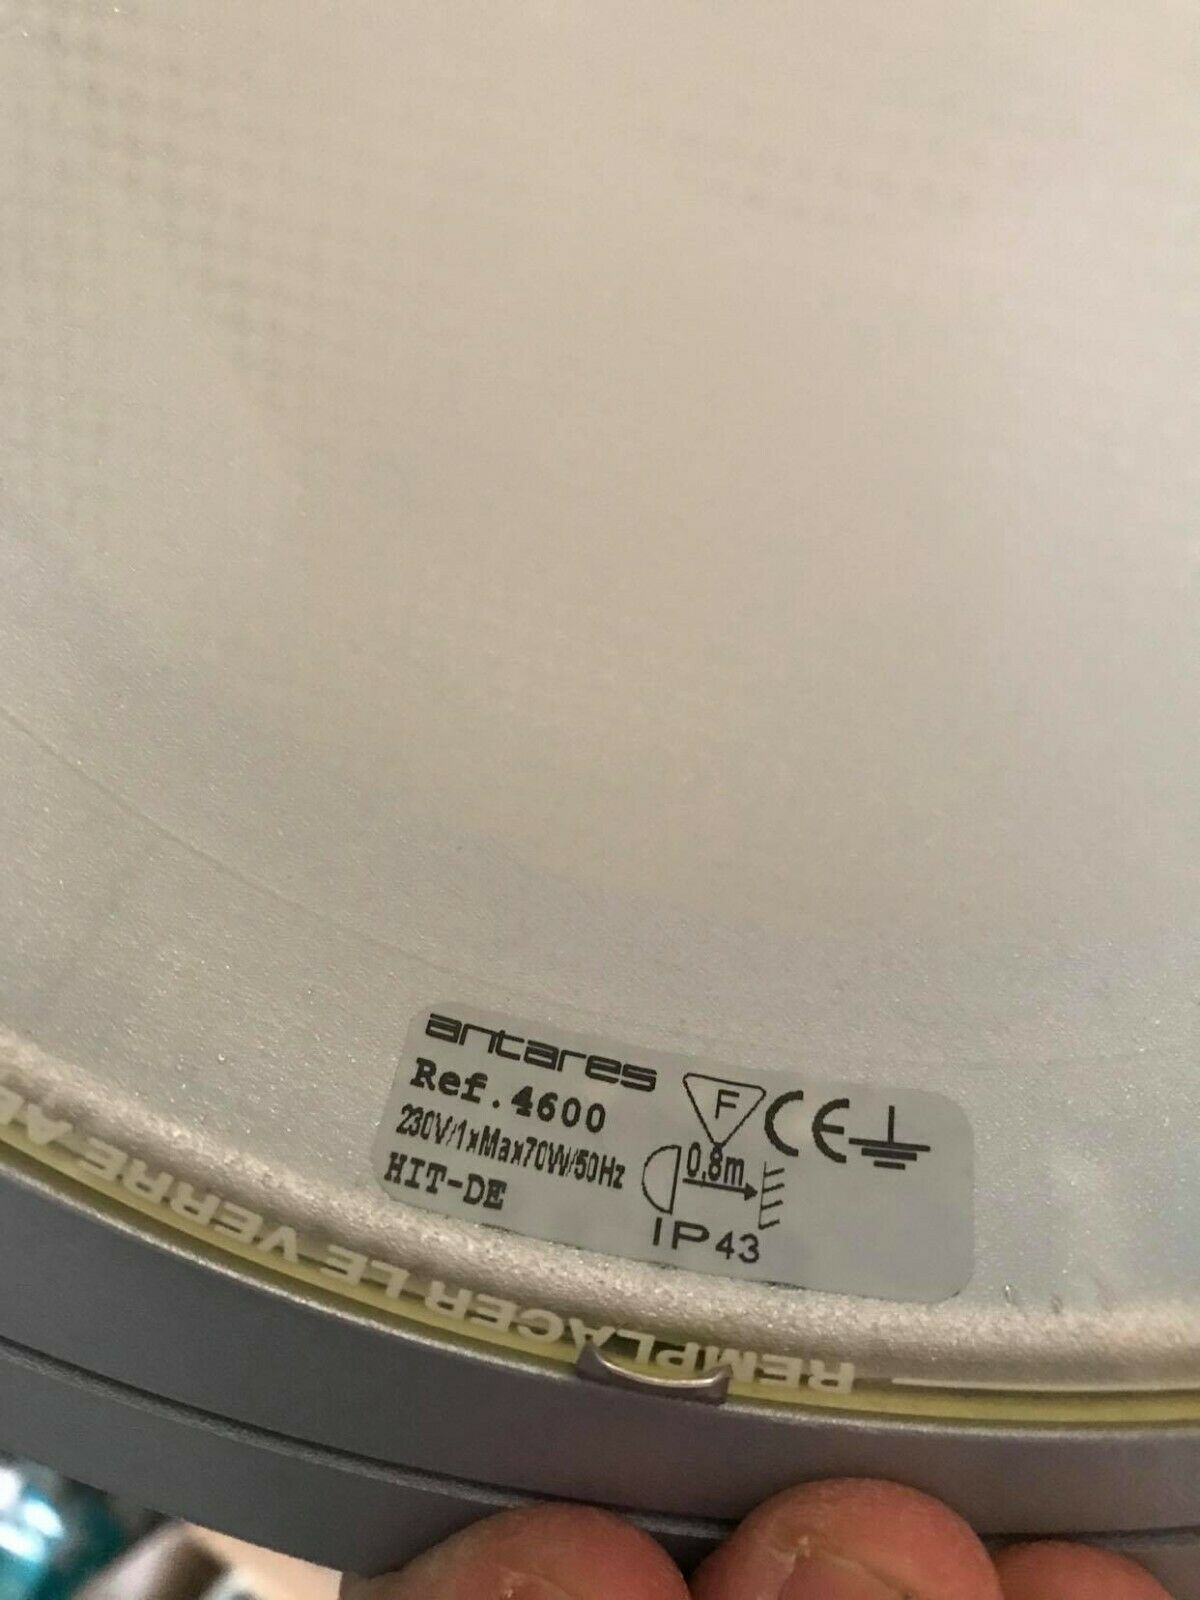 antares
Ref.4600
230V/1xMax70W/50Hz
HIT-DE
F CE
0,8m
IP43
REMPLACER LE VERRE